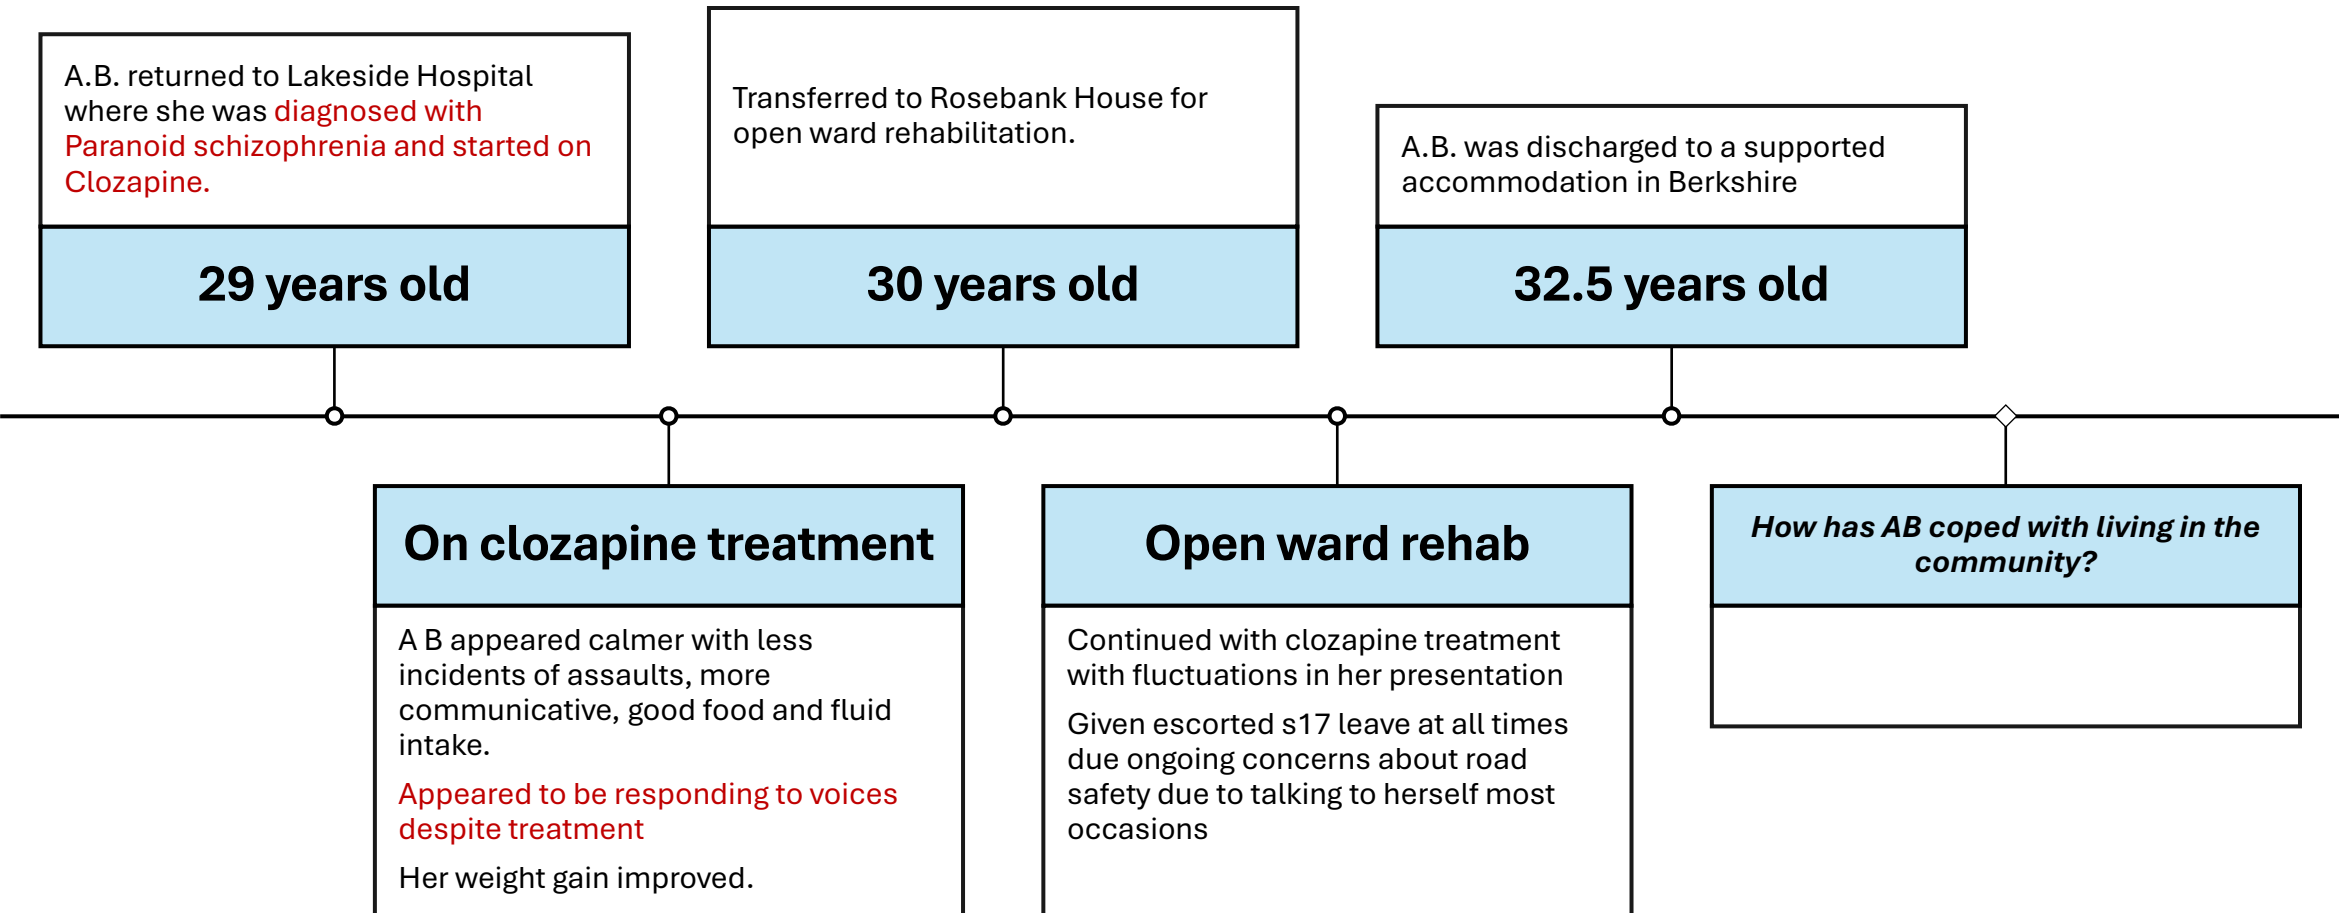 A.B. returned to Lakeside Hospital
where she was diagnosed with
Paranoid schizophrenia and started on
Clozapine.
29 years old
On clozapine treatment
A B appeared calmer with less
incidents of assaults, more
communicative, good food and fluid
intake.
Appeared to be responding to voices
despite treatment
Her weight gain improved.
Transferred to Rosebank House for
open ward rehabilitation.
30 years old
Open ward rehab
Continued with clozapine treatment
with fluctuations in her presentation
Given escorted s17 leave at all times
due ongoing concerns about road
safety due to talking to herself most
occasions
A.B. was discharged to a supported
accommodation in Berkshire
32.5 years old
How has AB coped with living in the
community?